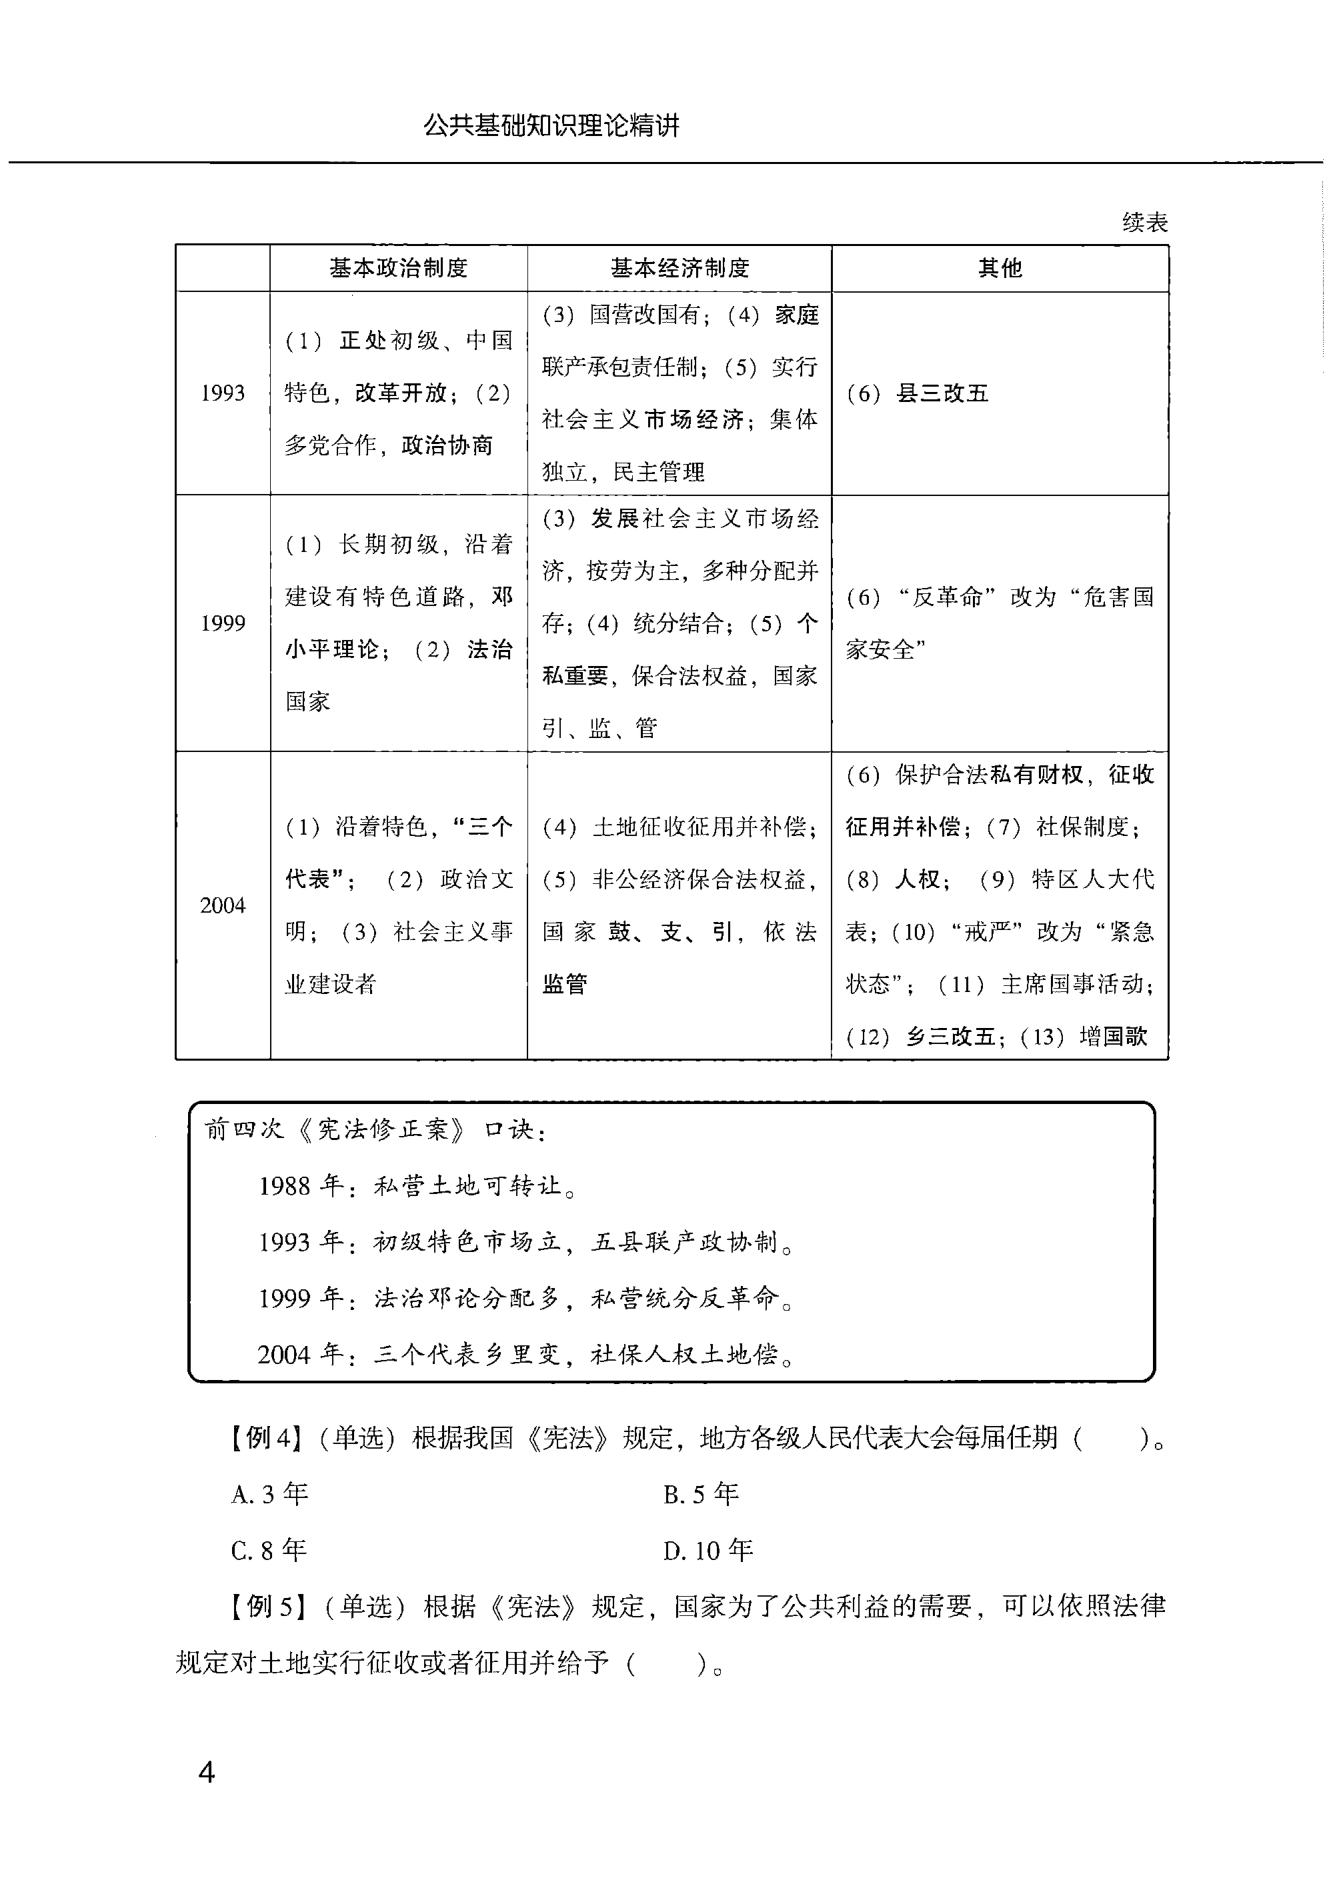 公共基础知识理论精讲
续表
基本政治制度 基本经济制度 其他
1993
(1) 正处初级、中国
特色，改革开放；(2)
多党合作，政治协商
(3) 国营改国有；(4) 家庭
联产承包责任制；(5) 实行
社会主义市场经济；集体
独立，民主管理
(6) 县三改五
1999
(1) 长期初级，沿着
建设有特色道路，邓
小平理论；(2) 法治
国家
(3) 发展社会主义市场经
济，按劳为主，多种分配并
存；(4) 统分结合；(5) 个
私重要，保合法权益，国家
引、监、管
(6) “反革命” 改为 “危害国
家安全”
2004
(1) 沿着特色，“三个
代表”；(2) 政治文
明；(3) 社会主义事
业建设者
(4) 土地征收征用并补偿；
(5) 非公经济保合法权益，
国家鼓、支、引，依法
监管
(6) 保护合法私有财权，征收
征用并补偿；(7) 社保制度；
(8) 人权；(9) 特区人大代
表；(10) “戒严” 改为 “紧急
状态”；(11) 主席国事活动；
(12) 乡三改五；(13) 增国歌
前四次《宪法修正案》口诀：
1988 年：私营土地可转让。
1993 年：初级特色市场立，五县联产政协制。
1999 年：法治邓论分配多，私营统分反革命。
2004 年：三个代表乡里变，社保人权土地偿。
【例 4】(单选) 根据我国《宪法》规定，地方各级人民代表大会每届任期 ( )。
A. 3 年 B. 5 年
C. 8 年 D. 10 年
【例 5】(单选) 根据《宪法》规定，国家为了公共利益的需要，可以依照法律
规定对土地实行征收或者征用并给予 ( )。
4